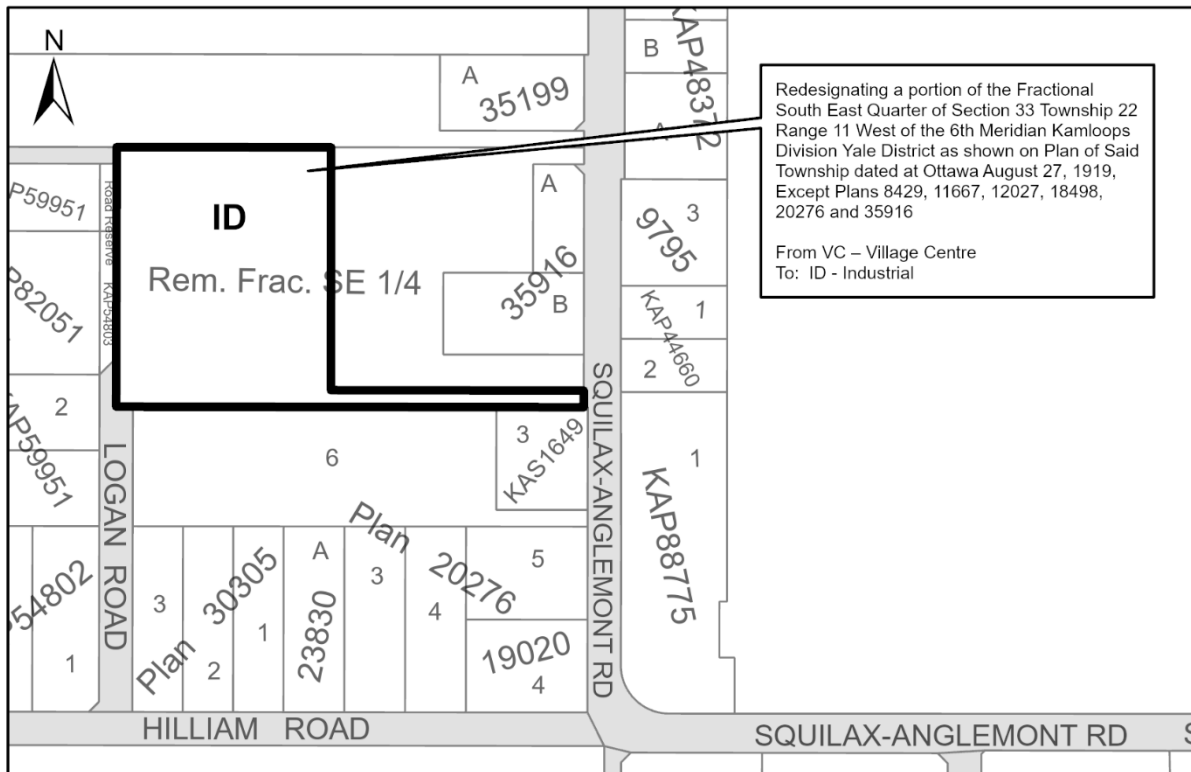 N
A
35199
B
KAP48372
A
Redesignating a portion of the Fractional
South East Quarter of Section 33 Township 22
Range 11 West of the 6th Meridian Kamloops
Division Yale District as shown on Plan of Said
Township dated at Ottawa August 27, 1919,
Except Plans 8429, 11667, 12027, 18498,
20276 and 35916
From VC – Village Centre
To: ID - Industrial
P59951
Road Reserve KAP54803
ID
Rem. Frac. SE 1/4
A
35916
B
3
9795
1
KAP44660
2
P82051
2
KAP59951
LOGAN ROAD
6
3
KAS1649
SQUILAX-ANGLEMONT RD
1
KAP88775
P54802
1
3
Plan 30305
2
1
A
23830
3
Plan 20276
4
5
19020
4
HILLIAM ROAD
SQUILAX-ANGLEMONT RD
S